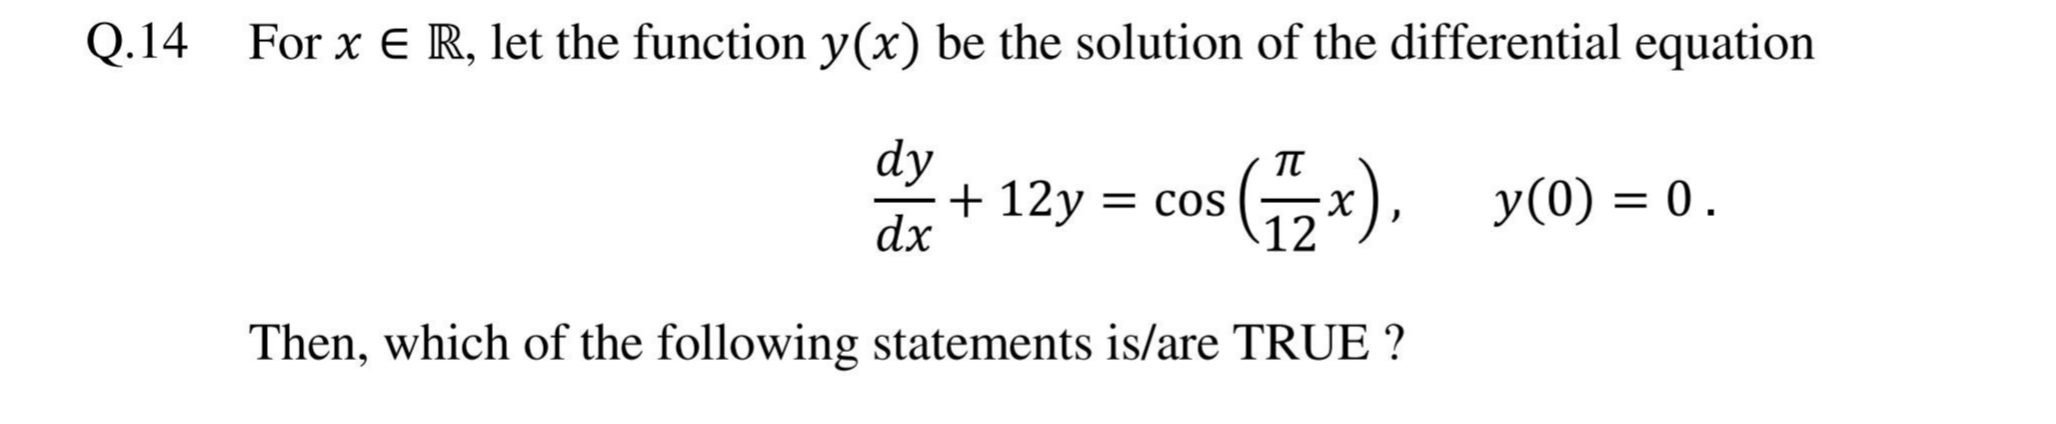 Q.14 For x ∈ ℝ, let the function y(x) be the solution of the differential equation
dy/dx + 12y = cos(π/12 x), y(0) = 0 .
Then, which of the following statements is/are TRUE ?